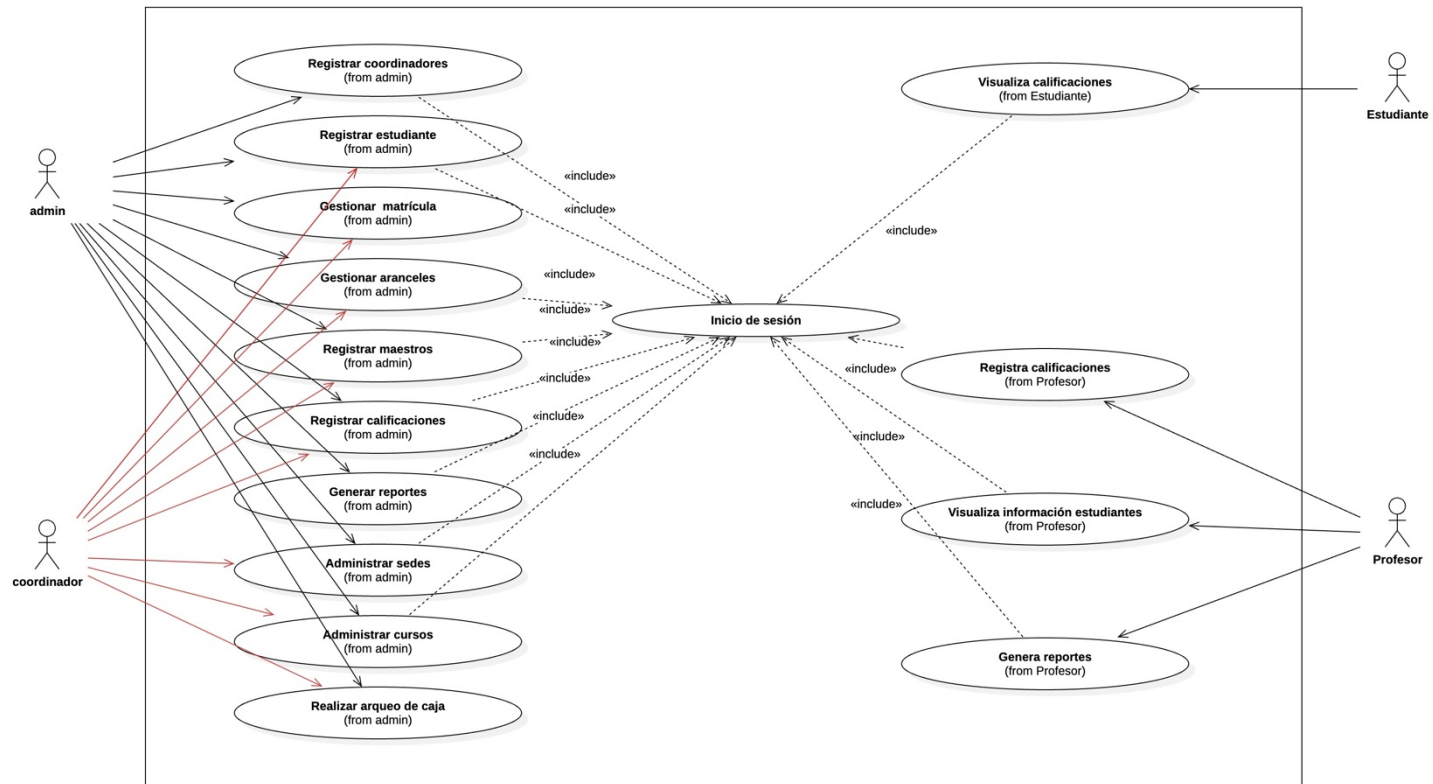 Registrar coordinadores
(from admin)
Registrar estudiante
(from admin)
Gestionar matrícula
(from admin)
Gestionar aranceles
(from admin)
Registrar maestros
(from admin)
Registrar calificaciones
(from admin)
Generar reportes
(from admin)
Administrar sedes
(from admin)
Administrar cursos
(from admin)
Realizar arqueo de caja
(from admin)
admin
coordinador
«include»
«include»
«include»
«include»
«include»
«include»
«include»
«include»
Inicio de sesión
«include»
«include»
«include»
«include»
Visualiza calificaciones
(from Estudiante)
Registra calificaciones
(from Profesor)
Visualiza información estudiantes
(from Profesor)
Genera reportes
(from Profesor)
Estudiante
Profesor